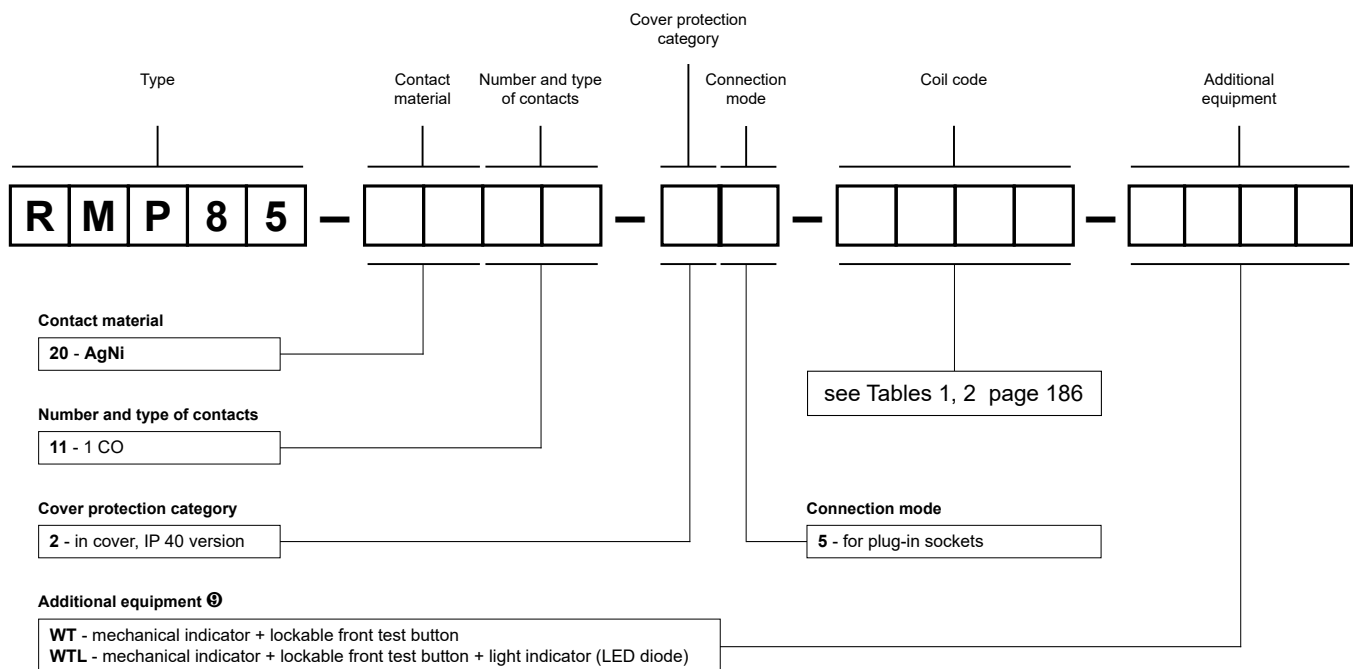 Cover protection
category
Type
Contact
material
Number and type
of contacts
Connection
mode
Coil code
Additional
equipment
R M P 8 5 – – – –
Contact material
20 - AgNi
see Tables 1, 2 page 186
Number and type of contacts
11 - 1 CO
Cover protection category
2 - in cover, IP 40 version
Connection mode
5 - for plug-in sockets
Additional equipment ❾
WT - mechanical indicator + lockable front test button
WTL - mechanical indicator + lockable front test button + light indicator (LED diode)